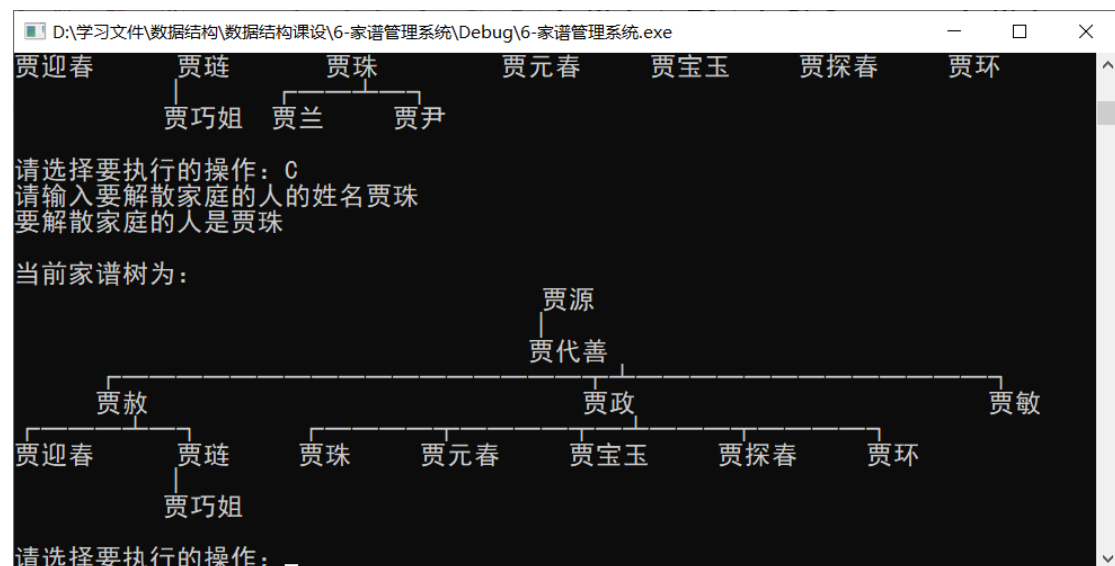 D:\学习文件\数据结构\数据结构课设\6-家谱管理系统\Debug\6-家谱管理系统.exe
贾迎春 贾琏 贾珠 贾元春 贾宝玉 贾探春 贾环
贾巧姐 贾兰 贾尹
请选择要执行的操作：C
请输入要解散家庭的人的姓名贾珠
要解散家庭的人是贾珠
当前家谱树为：
贾源
贾代善
贾赦 贾政 贾敏
贾迎春 贾琏 贾珠 贾元春 贾宝玉 贾探春 贾环
贾巧姐
请选择要执行的操作：